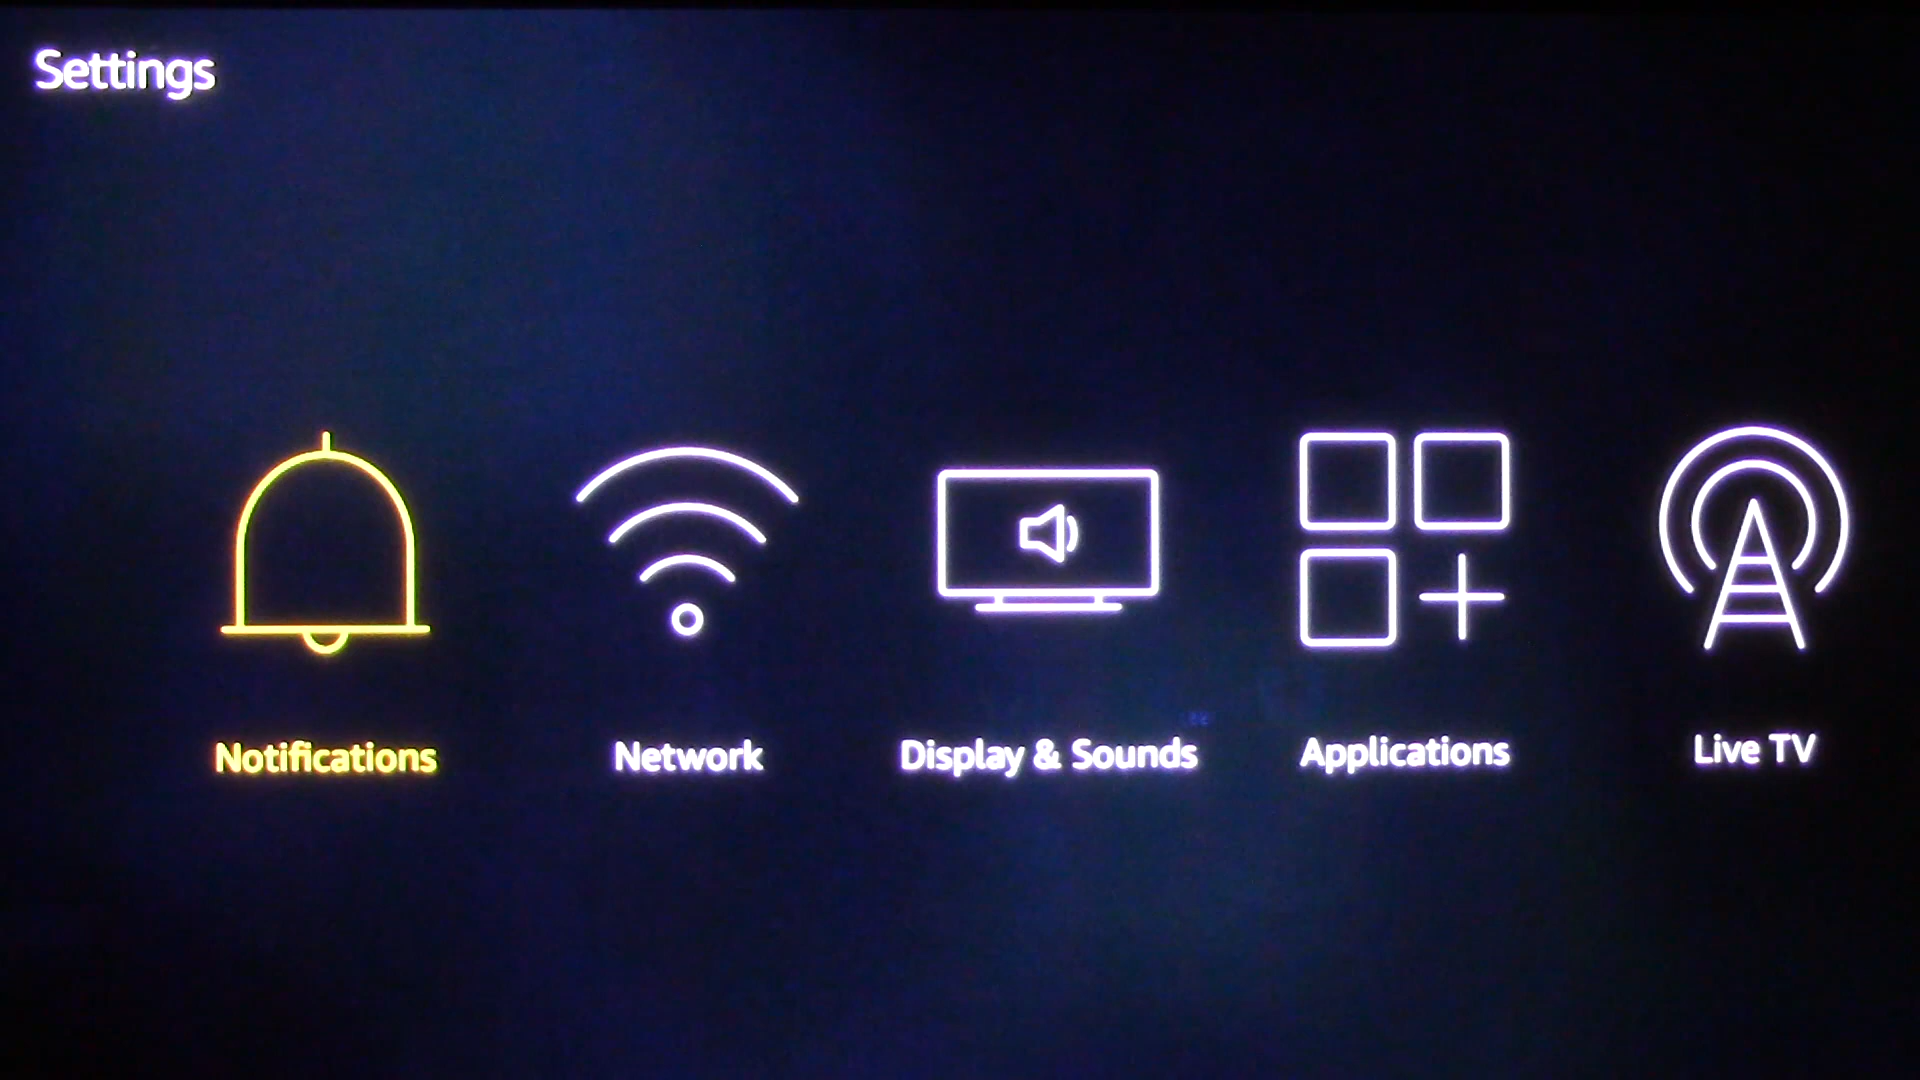 Settings
Notifications
Network
Display & Sounds
Applications
Live TV